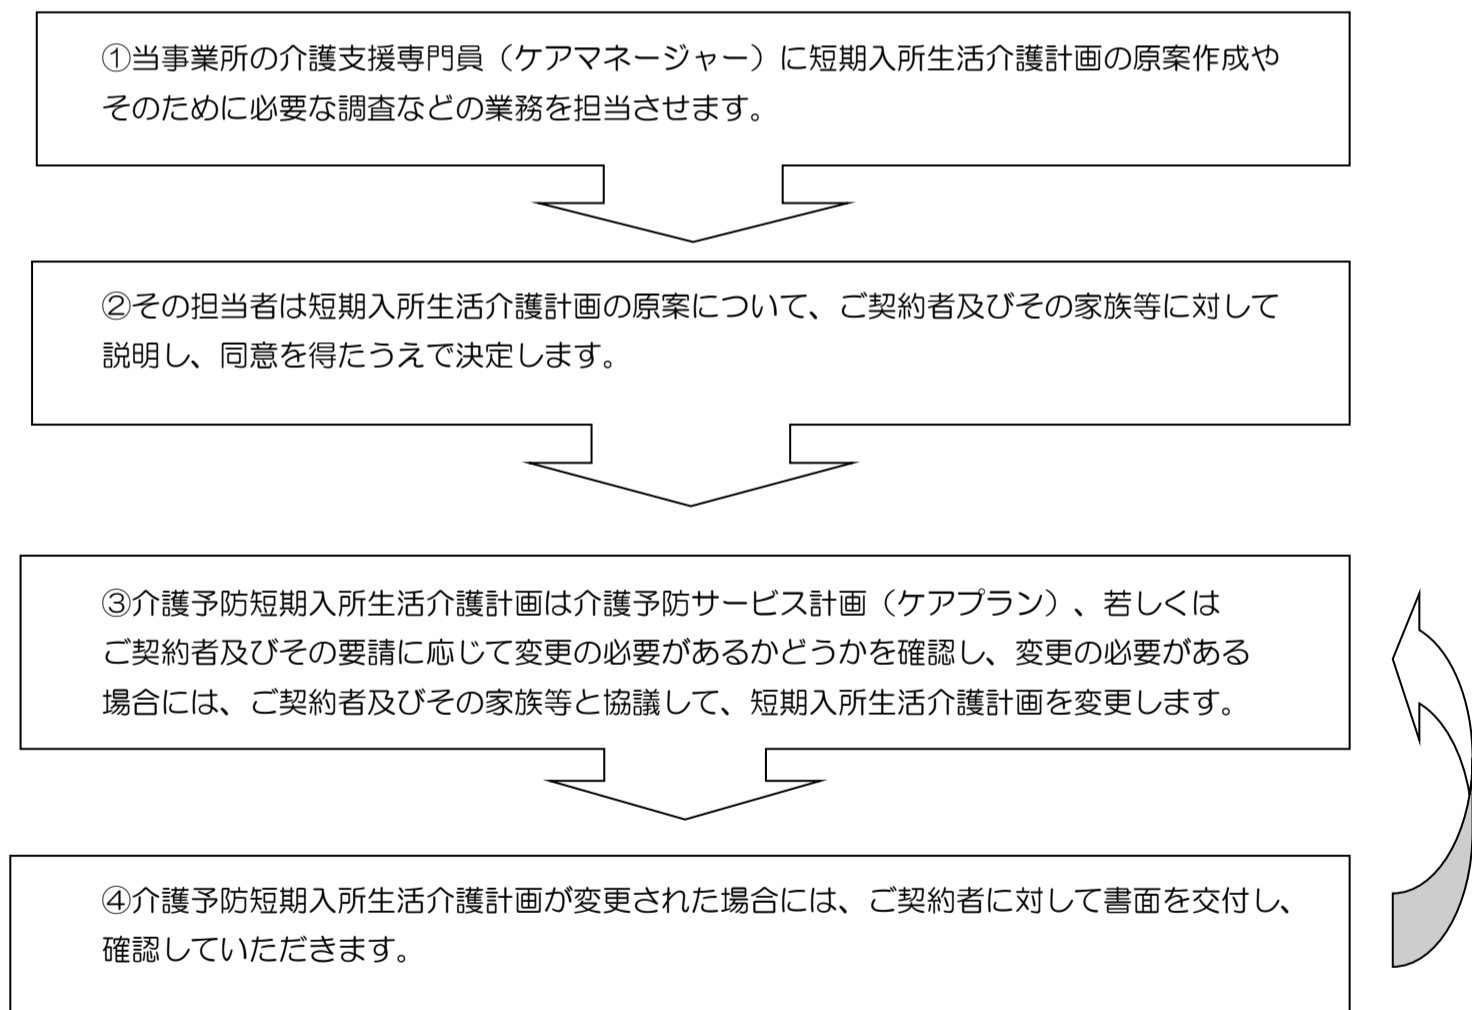 ①当事業所の介護支援専門員（ケアマネージャー）に短期入所生活介護計画の原案作成や
そのために必要な調査などの業務を担当させます。
②その担当者は短期入所生活介護計画の原案について、ご契約者及びその家族等に対して
説明し、同意を得たうえで決定します。
③介護予防短期入所生活介護計画は介護予防サービス計画（ケアプラン）、若しくは
ご契約者及びその要請に応じて変更の必要があるかどうかを確認し、変更の必要がある
場合には、ご契約者及びその家族等と協議して、短期入所生活介護計画を変更します。
④介護予防短期入所生活介護計画が変更された場合には、ご契約者に対して書面を交付し、
確認していただきます。